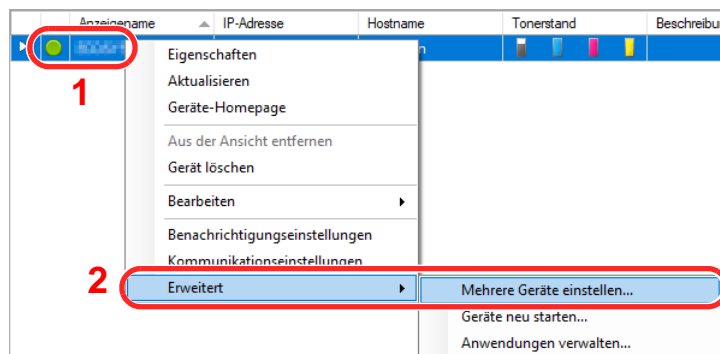 Anzeigename IP-Adresse Hostname Tonerstand
1
Eigenschaften
Aktualisieren
Geräte-Homepage
Aus der Ansicht entfernen
Gerät löschen
Bearbeiten
Benachrichtigungseinstellungen
Kommunikationseinstellungen
2
Erweitert
Mehrere Geräte einstellen...
Geräte neu starten...
Anwendungen verwalten...